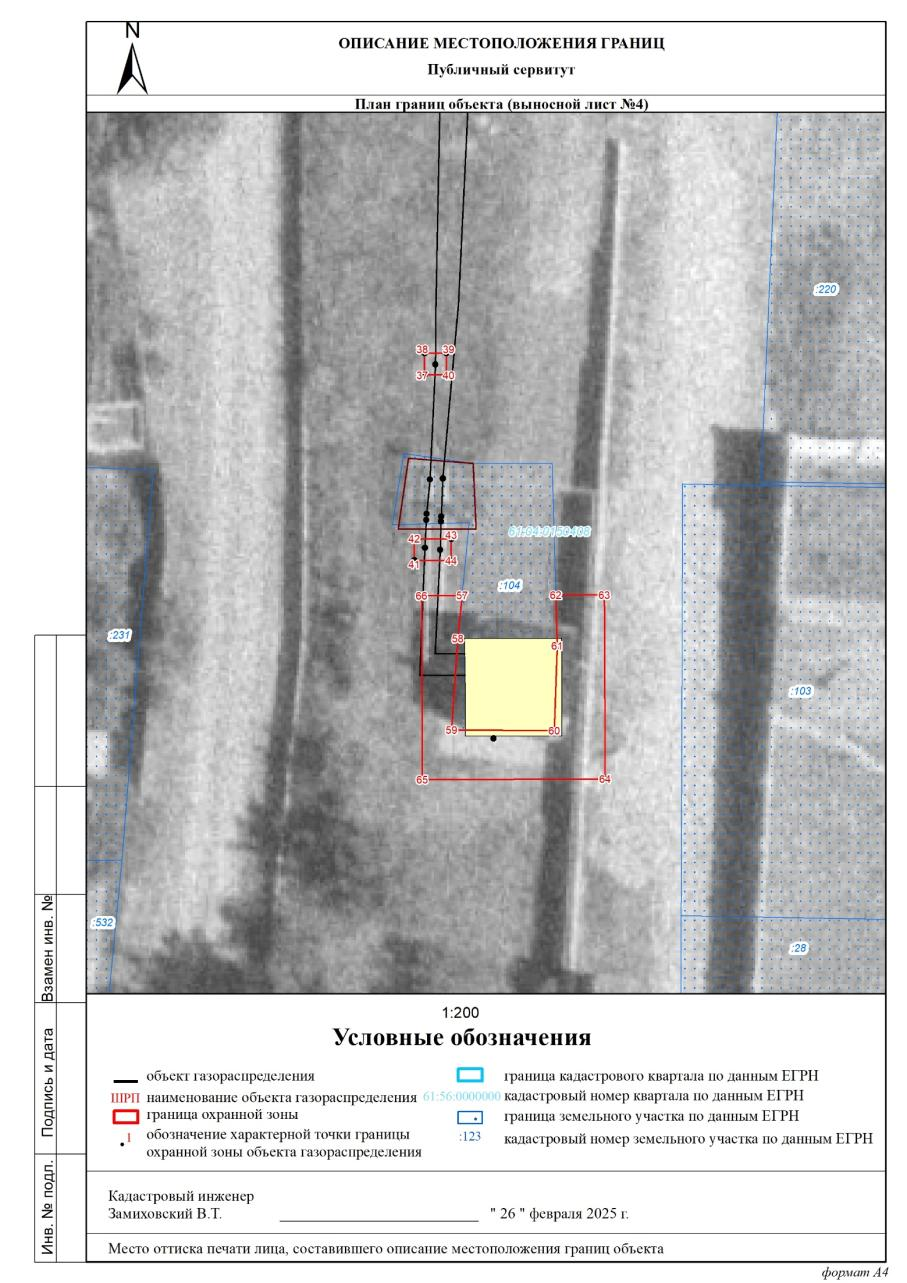 N
ОПИСАНИЕ МЕСТОПОЛОЖЕНИЯ ГРАНИЦ
Публичный сервитут
План границ объекта (выносной лист №4)
:220
38 39
37 40
61:04:0150408
42 43
41 44
:104
66 57 62 63
:231
58
61
:103
59 60
65 64
:532
:28
1:200
Условные обозначения
объект газораспределения
ШРП наименование объекта газораспределения
граница охранной зоны
1 обозначение характерной точки границы
охранной зоны объекта газораспределения
граница кадастрового квартала по данным ЕГРН
61:56:0000000 кадастровый номер квартала по данным ЕГРН
граница земельного участка по данным ЕГРН
:123 кадастровый номер земельного участка по данным ЕГРН
Кадастровый инженер
Замиховский В.Т. " 26 " февраля 2025 г.
Место оттиска печати лица, составившего описание местоположения границ объекта
Взамен инв. №
Подпись и дата
Инв. № подл.
формат А4